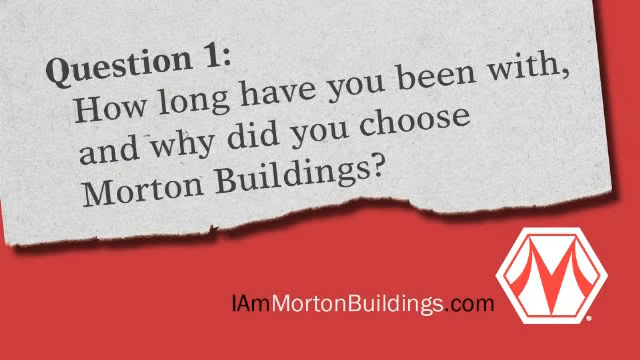 Question 1:
How long have you been with,
and why did you choose
Morton Buildings?
IAmMortonBuildings.com
®